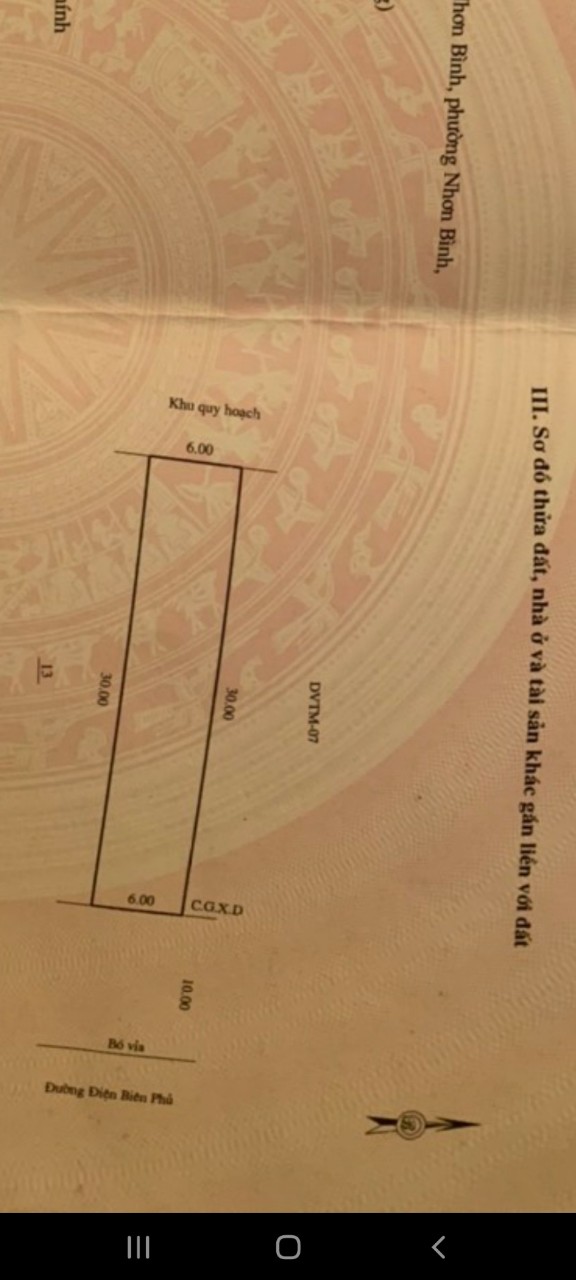 hơn Bình, phường Nhơn Bình,
g)
ính
III. Sơ đồ thửa đất, nhà ở và tài sản khác gắn liền với đất
DVTM-07
Khu quy hoạch
6.00
30.00
30.00
13
6.00
C.G.X.D
10.00
Bó vỉa
Đường Điện Biên Phủ